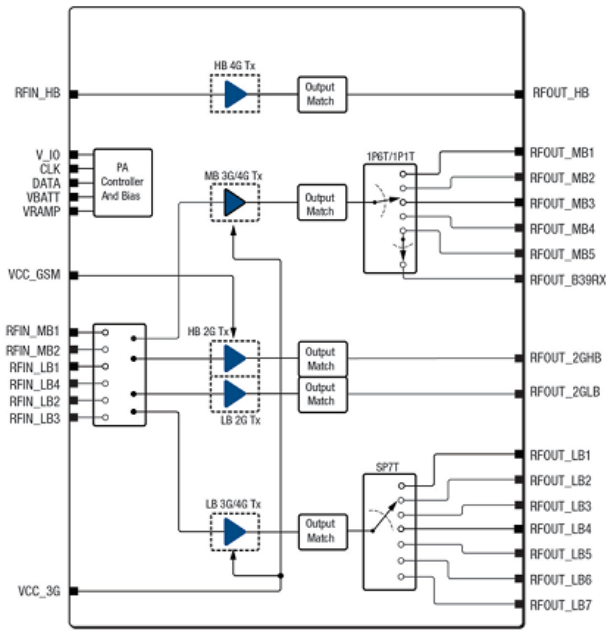 HB 4G Tx
RFIN_HB
Output
Match
RFOUT_HB
V_IO
CLK
DATA
VBATT
VRAMP
PA
Controller
And Bias
MB 3G/4G Tx
Output
Match
1P6T/1P1T
RFOUT_MB1
RFOUT_MB2
RFOUT_MB3
RFOUT_MB4
RFOUT_MB5
RFOUT_B39RX
VCC_GSM
RFIN_MB1
RFIN_MB2
RFIN_LB1
RFIN_LB4
RFIN_LB2
RFIN_LB3
HB 2G Tx
Output
Match
RFOUT_2GHB
Output
Match
RFOUT_2GLB
LB 2G Tx
LB 3G/4G Tx
Output
Match
SP7T
RFOUT_LB1
RFOUT_LB2
RFOUT_LB3
RFOUT_LB4
RFOUT_LB5
RFOUT_LB6
RFOUT_LB7
VCC_3G